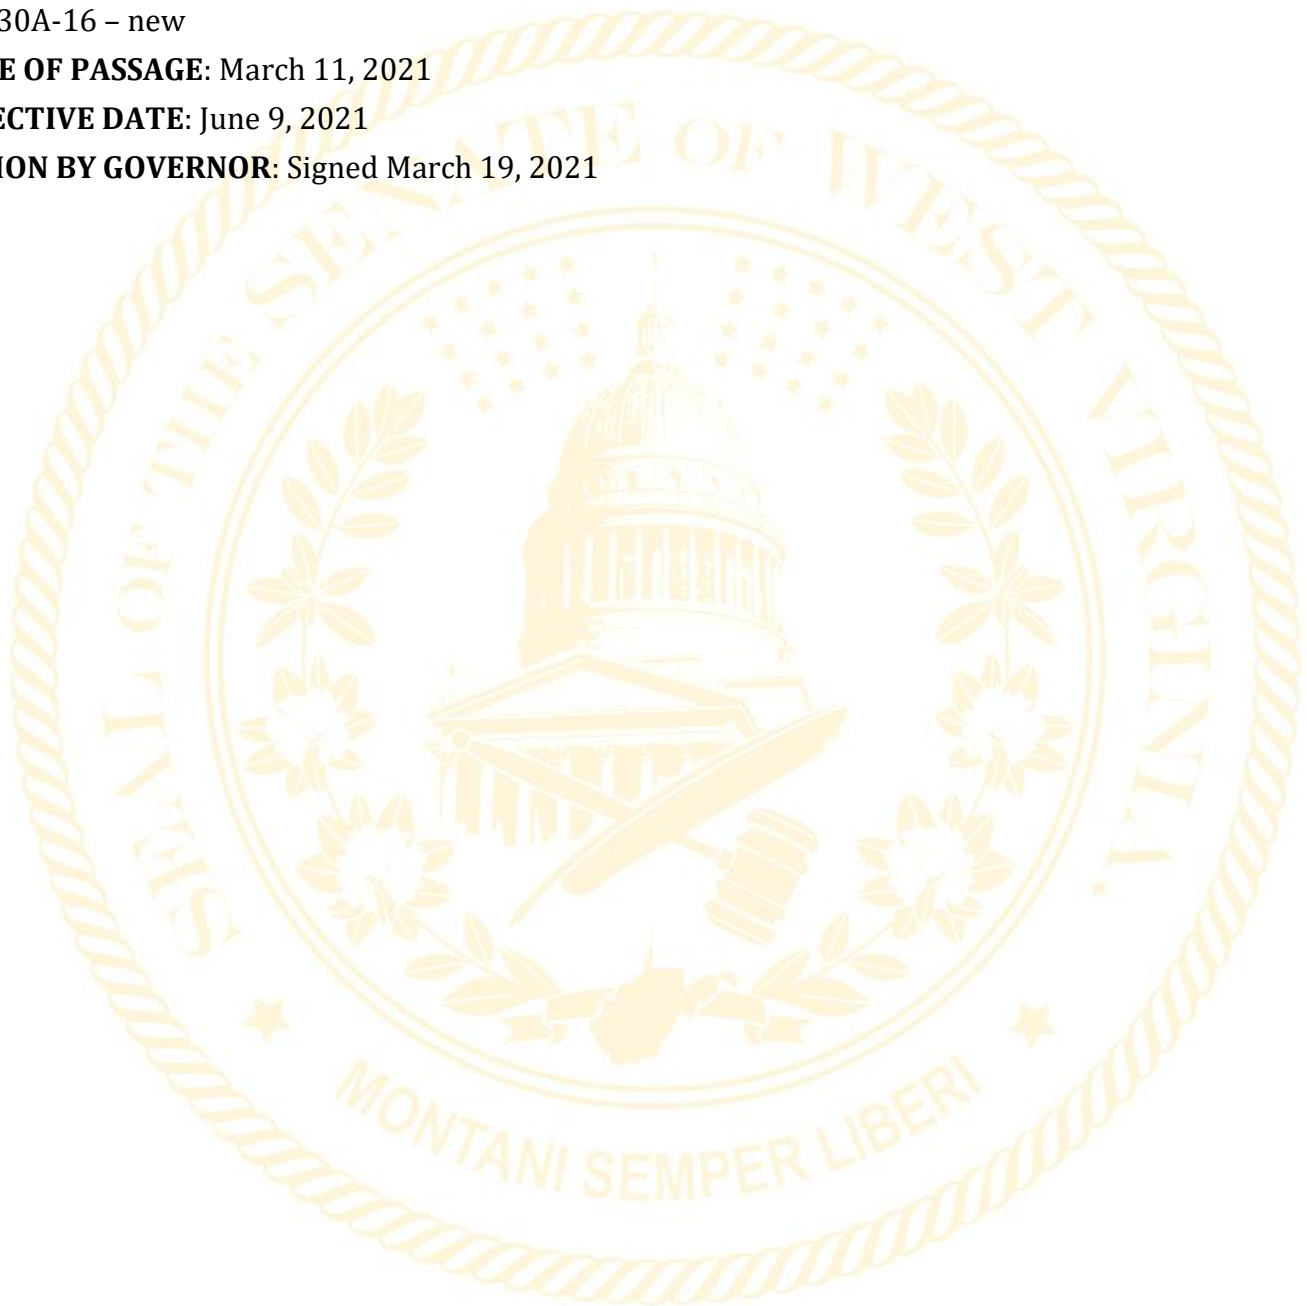 30A-16 – new
E OF PASSAGE: March 11, 2021
ECTIVE DATE: June 9, 2021
ION BY GOVERNOR: Signed March 19, 2021
SEAL OF THE SENATE OF WEST VIRGINIA
MONTANI SEMPER LIBERI